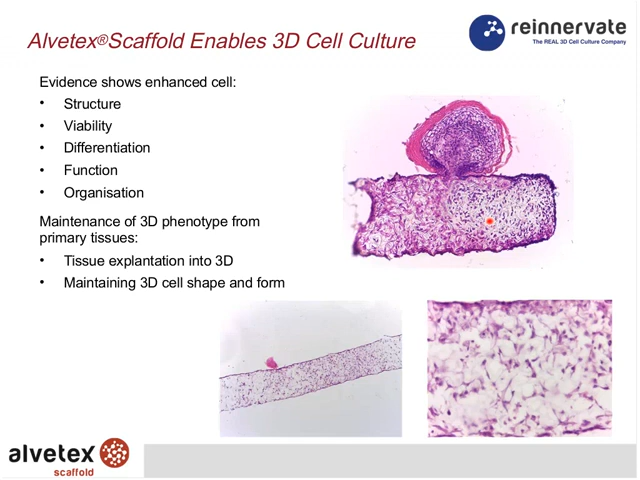 Alvetex®Scaffold Enables 3D Cell Culture
reinnervate
The REAL 3D Cell Culture Company
Evidence shows enhanced cell:
• Structure
• Viability
• Differentiation
• Function
• Organisation
Maintenance of 3D phenotype from
primary tissues:
• Tissue explantation into 3D
• Maintaining 3D cell shape and form
alvetex
scaffold